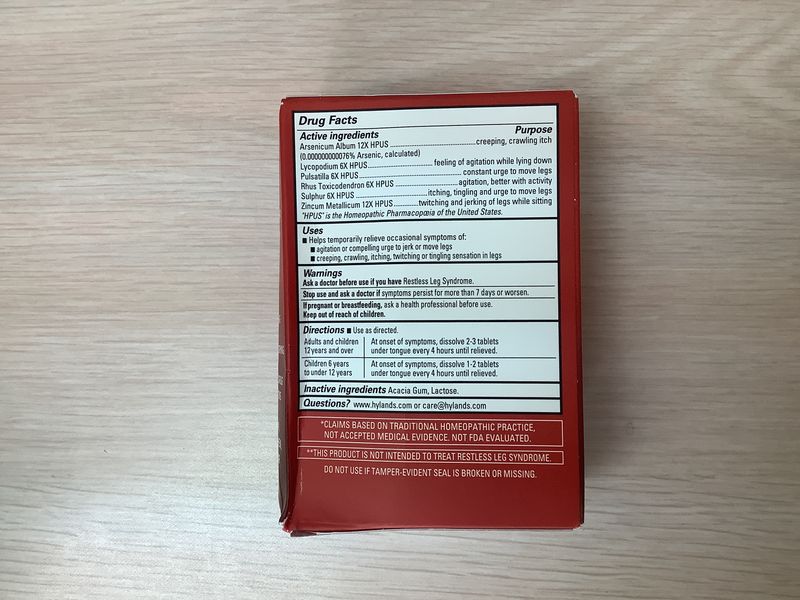 Drug Facts
Active ingredients Purpose
Arsenicum Album 12X HPUS ........................ creeping, crawling itch
(0.000000000076% Arsenic, calculated)
Lycopodium 6X HPUS........................ feeling of agitation while lying down
Pulsatilla 6X HPUS ........................ constant urge to move legs
Rhus Toxicodendron 6X HPUS ........................ agitation, better with activity
Sulphur 6X HPUS ........................ itching, tingling and urge to move legs
Zincum Metallicum 12X HPUS ........................ twitching and jerking of legs while sitting
"HPUS" is the Homeopathic Pharmacopœia of the United States.
Uses
■ Helps temporarily relieve occasional symptoms of:
■ agitation or compelling urge to jerk or move legs
■ creeping, crawling, itching, twitching or tingling sensation in legs
Warnings
Ask a doctor before use if you have Restless Leg Syndrome.
Stop use and ask a doctor if symptoms persist for more than 7 days or worsen.
If pregnant or breastfeeding, ask a health professional before use.
Keep out of reach of children.
Directions ■ Use as directed.
Adults and children At onset of symptoms, dissolve 2-3 tablets
12 years and over under tongue every 4 hours until relieved.
Children 6 years At onset of symptoms, dissolve 1-2 tablets
to under 12 years under tongue every 4 hours until relieved.
Inactive ingredients Acacia Gum, Lactose.
Questions? www.hylands.com or care@hylands.com
*CLAIMS BASED ON TRADITIONAL HOMEOPATHIC PRACTICE,
NOT ACCEPTED MEDICAL EVIDENCE. NOT FDA EVALUATED.
**THIS PRODUCT IS NOT INTENDED TO TREAT RESTLESS LEG SYNDROME.
DO NOT USE IF TAMPER-EVIDENT SEAL IS BROKEN OR MISSING.